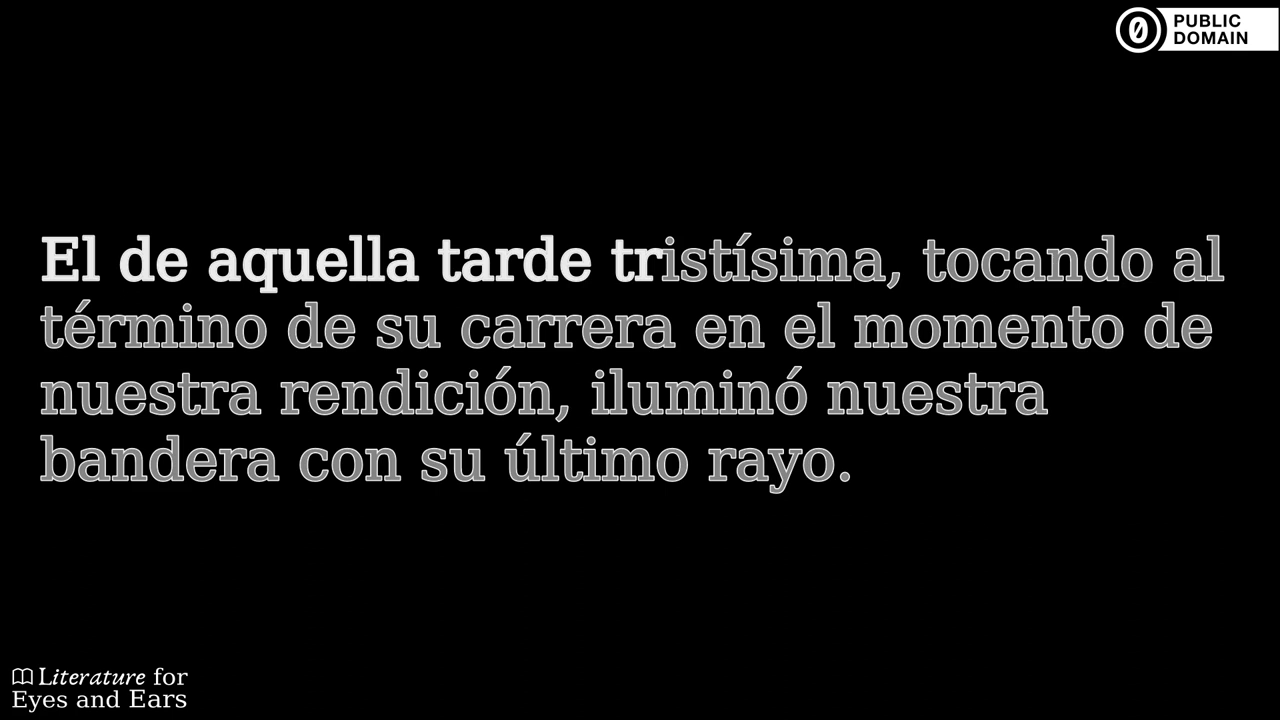 PUBLIC
DOMAIN
El de aquella tarde tristísima, tocando al
término de su carrera en el momento de
nuestra rendición, iluminó nuestra
bandera con su último rayo.
Literature for
Eyes and Ears